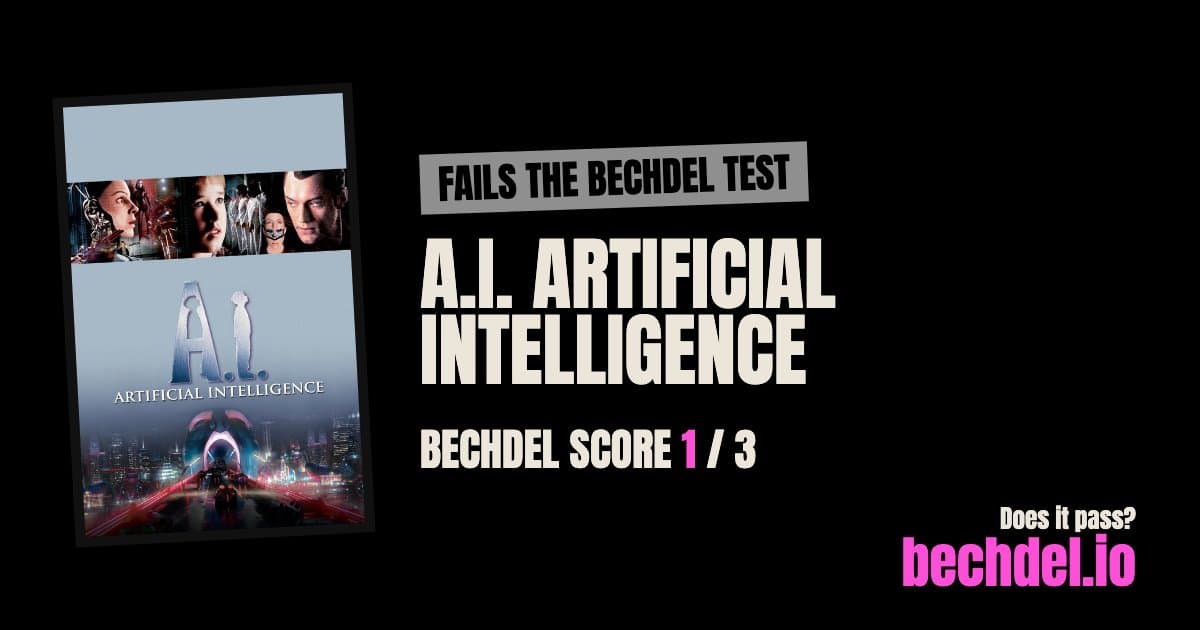 A.I.
ARTIFICIAL INTELLIGENCE
FAILS THE BECHDEL TEST
A.I. ARTIFICIAL
INTELLIGENCE
BECHDEL SCORE 1 / 3
Does it pass?
bechdel.io